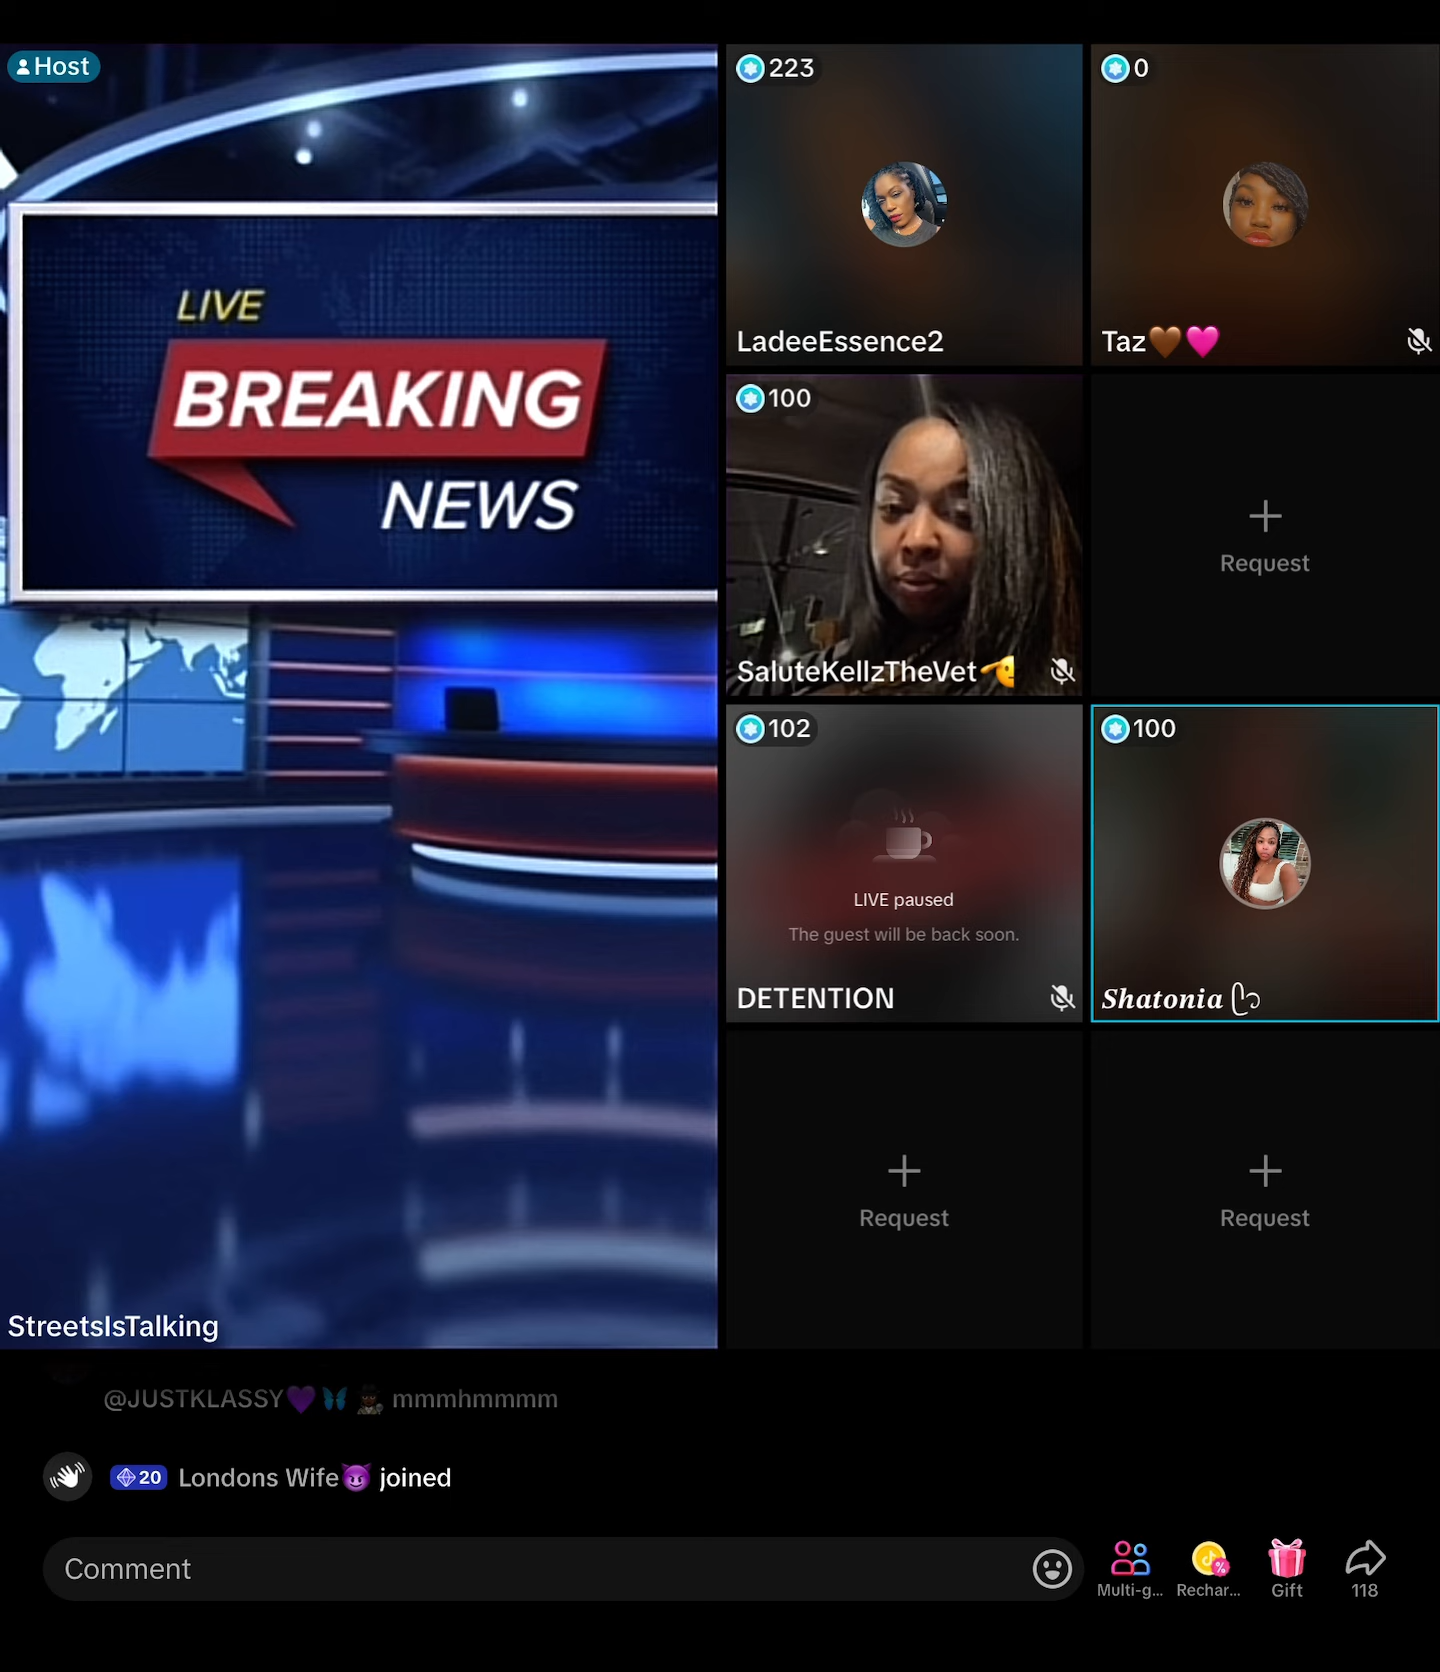 Host
LIVE
BREAKING
NEWS
StreetsIsTalking
223
LadeeEssence2
0
Taz🤎🩷
100
SaluteKellzTheVet🫡
Request
102
LIVE paused
The guest will be back soon.
DETENTION
100
Shatonia
Request
Request
@JUSTKLASSY💜🦋🕵🏾‍♀️ mmmhmmmm
20 Londons Wife😈 joined
Comment
Multi-g...
Rechar...
Gift
118